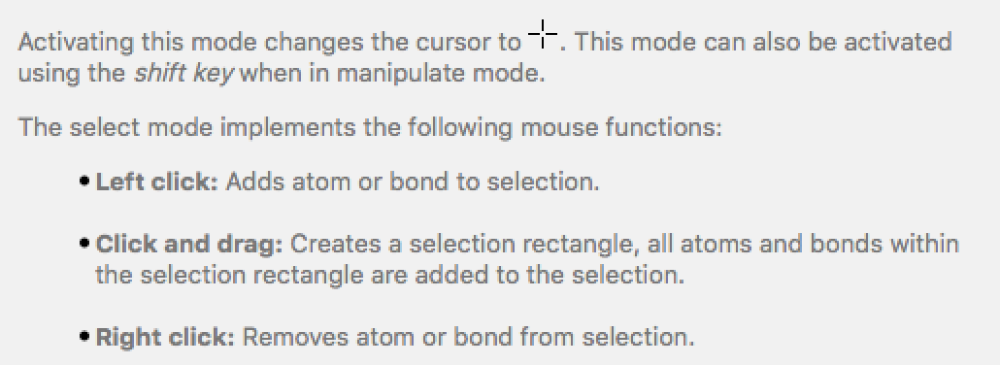 Activating this mode changes the cursor to . This mode can also be activated
using the shift key when in manipulate mode.
The select mode implements the following mouse functions:
• Left click: Adds atom or bond to selection.
• Click and drag: Creates a selection rectangle, all atoms and bonds within
the selection rectangle are added to the selection.
• Right click: Removes atom or bond from selection.